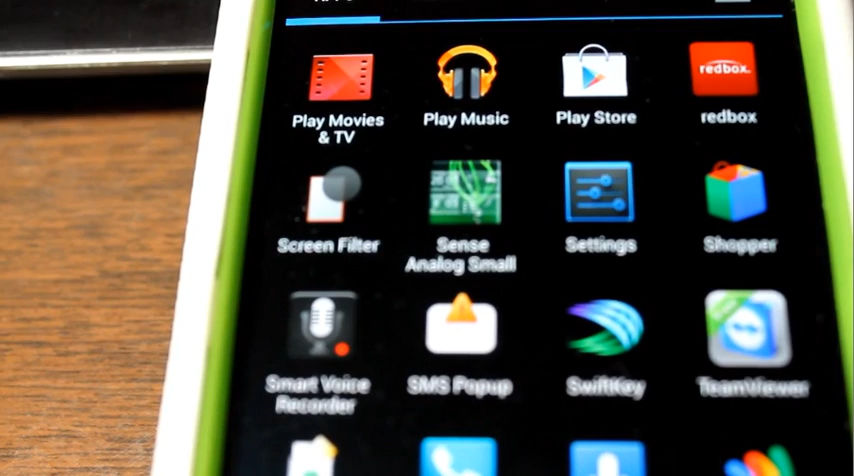 Play Movies
& TV
Play Music
Play Store
redbox.
redbox
Screen Filter
Sense
Analog Small
Settings
Shopper
Smart Voice
Recorder
SMS Popup
SwiftKey
TeamViewer